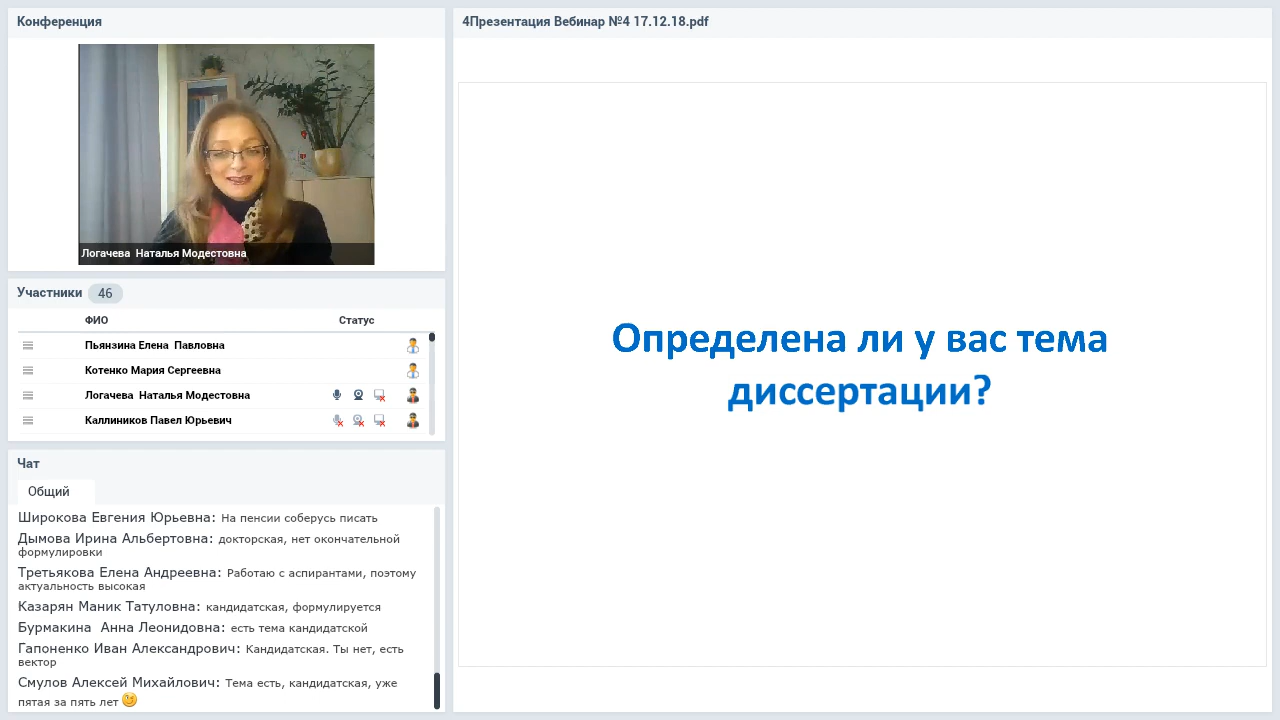 Конференция
Логачева  Наталья Модестовна
Участники 46
ФИО Статус
Пьянзина Елена  Павловна
Котенко Мария Сергеевна
Логачева  Наталья Модестовна
Каллиников Павел Юрьевич
Чат
Общий
Широкова Евгения Юрьевна: На пенсии соберусь писать
Дымова Ирина Альбертовна: докторская, нет окончательной
формулировки
Третьякова Елена Андреевна: Работаю с аспирантами, поэтому
актуальность высокая
Казарян Маник Татуловна: кандидатская, формулируется
Бурмакина  Анна Леонидовна: есть тема кандидатской
Гапоненко Иван Александрович: Кандидатская. Ты нет, есть
вектор
Смулов Алексей Михайлович: Тема есть, кандидатская, уже
пятая за пять лет
4Презентация Вебинар №4 17.12.18.pdf
Определена ли у вас тема
диссертации?